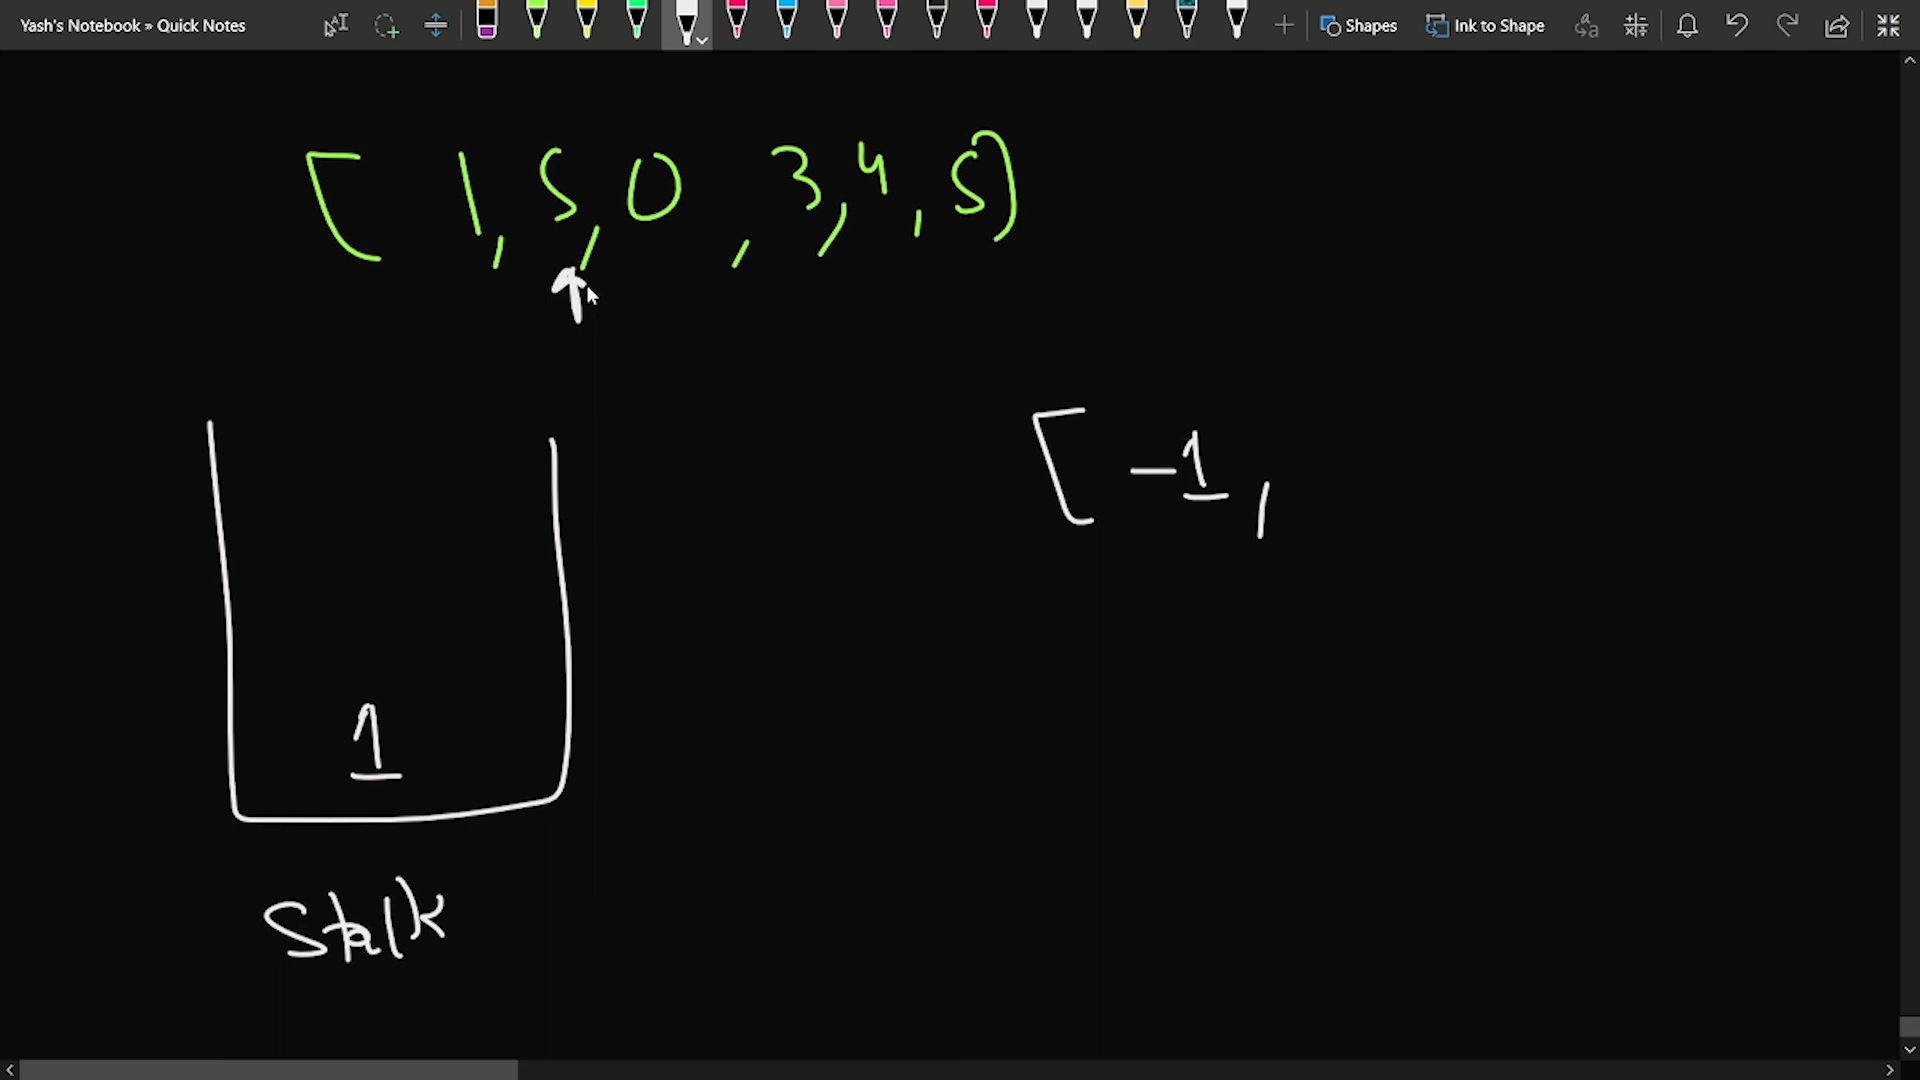 Yash's Notebook » Quick Notes
Shapes
Ink to Shape
[ 1, 5, 0 , 3, 4 , 5]
[ -1 ,
1
Stack